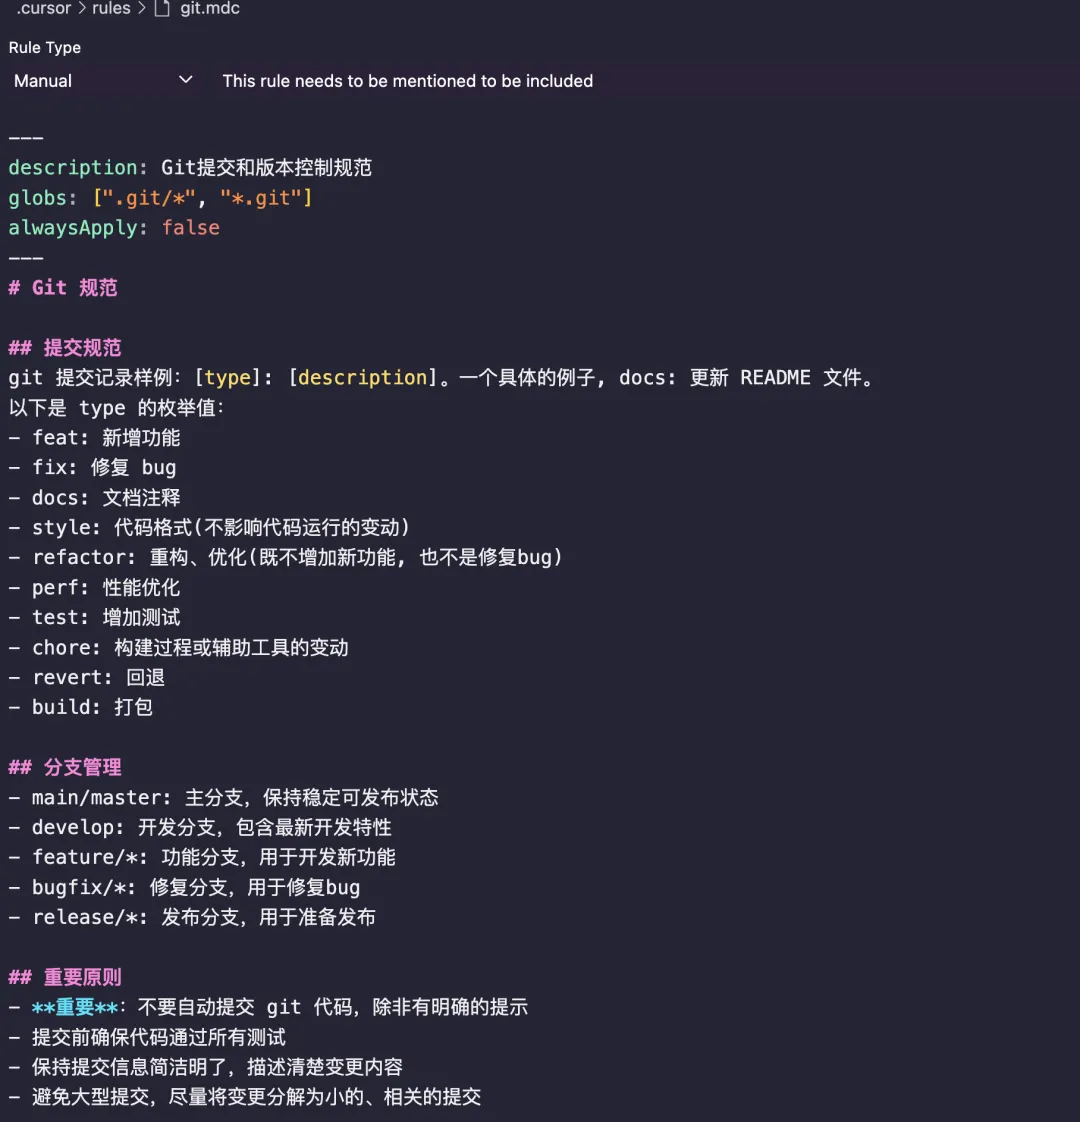 .cursor > rules > git.mdc
Rule Type
Manual This rule needs to be mentioned to be included
---
description: Git提交和版本控制规范
globs: [".git/*", "*.git"]
alwaysApply: false
---
# Git 规范
## 提交规范
git 提交记录样例：[type]: [description]。一个具体的例子, docs: 更新 README 文件。
以下是 type 的枚举值：
- feat: 新增功能
- fix: 修复 bug
- docs: 文档注释
- style: 代码格式(不影响代码运行的变动)
- refactor: 重构、优化(既不增加新功能, 也不是修复bug)
- perf: 性能优化
- test: 增加测试
- chore: 构建过程或辅助工具的变动
- revert: 回退
- build: 打包
## 分支管理
- main/master: 主分支，保持稳定可发布状态
- develop: 开发分支，包含最新开发特性
- feature/*: 功能分支，用于开发新功能
- bugfix/*: 修复分支，用于修复bug
- release/*: 发布分支，用于准备发布
## 重要原则
- **重要**：不要自动提交 git 代码，除非有明确的提示
- 提交前确保代码通过所有测试
- 保持提交信息简洁明了，描述清楚变更内容
- 避免大型提交，尽量将变更分解为小的、相关的提交